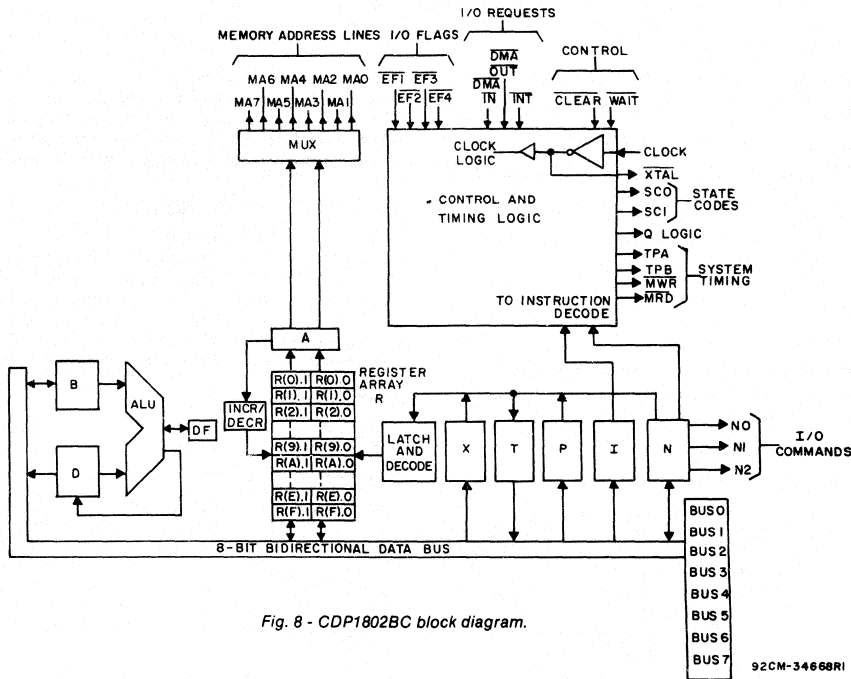 I/O REQUESTS
MEMORY ADDRESS LINES I/O FLAGS
CONTROL
DMA
OUT
DMA
IN
INT
MA6 MA4 MA2 MA0
MA7 MA5 MA3 MA1
EF1 EF3
EF2 EF4
CLEAR WAIT
MUX
CLOCK
LOGIC
CLOCK
XTAL
SC0
SC1
STATE
CODES
CONTROL AND
TIMING LOGIC
Q LOGIC
TPA
TPB
MWR
MRD
SYSTEM
TIMING
TO INSTRUCTION
DECODE
A
REGISTER
ARRAY
R
R(0).1 R(0).0
R(1).1 R(1).0
R(2).1 R(2).0
R(9).1 R(9).0
R(A).1 R(A).0
R(E).1 R(E).0
R(F).1 R(F).0
B
ALU
DF
D
INCR/
DECR
LATCH
AND
DECODE
X
T
P
I
N
N0
N1
N2
I/O
COMMANDS
8-BIT BIDIRECTIONAL DATA BUS
BUS 0
BUS 1
BUS 2
BUS 3
BUS 4
BUS 5
BUS 6
BUS 7
Fig. 8 - CDP1802BC block diagram.
92CM-34668R1